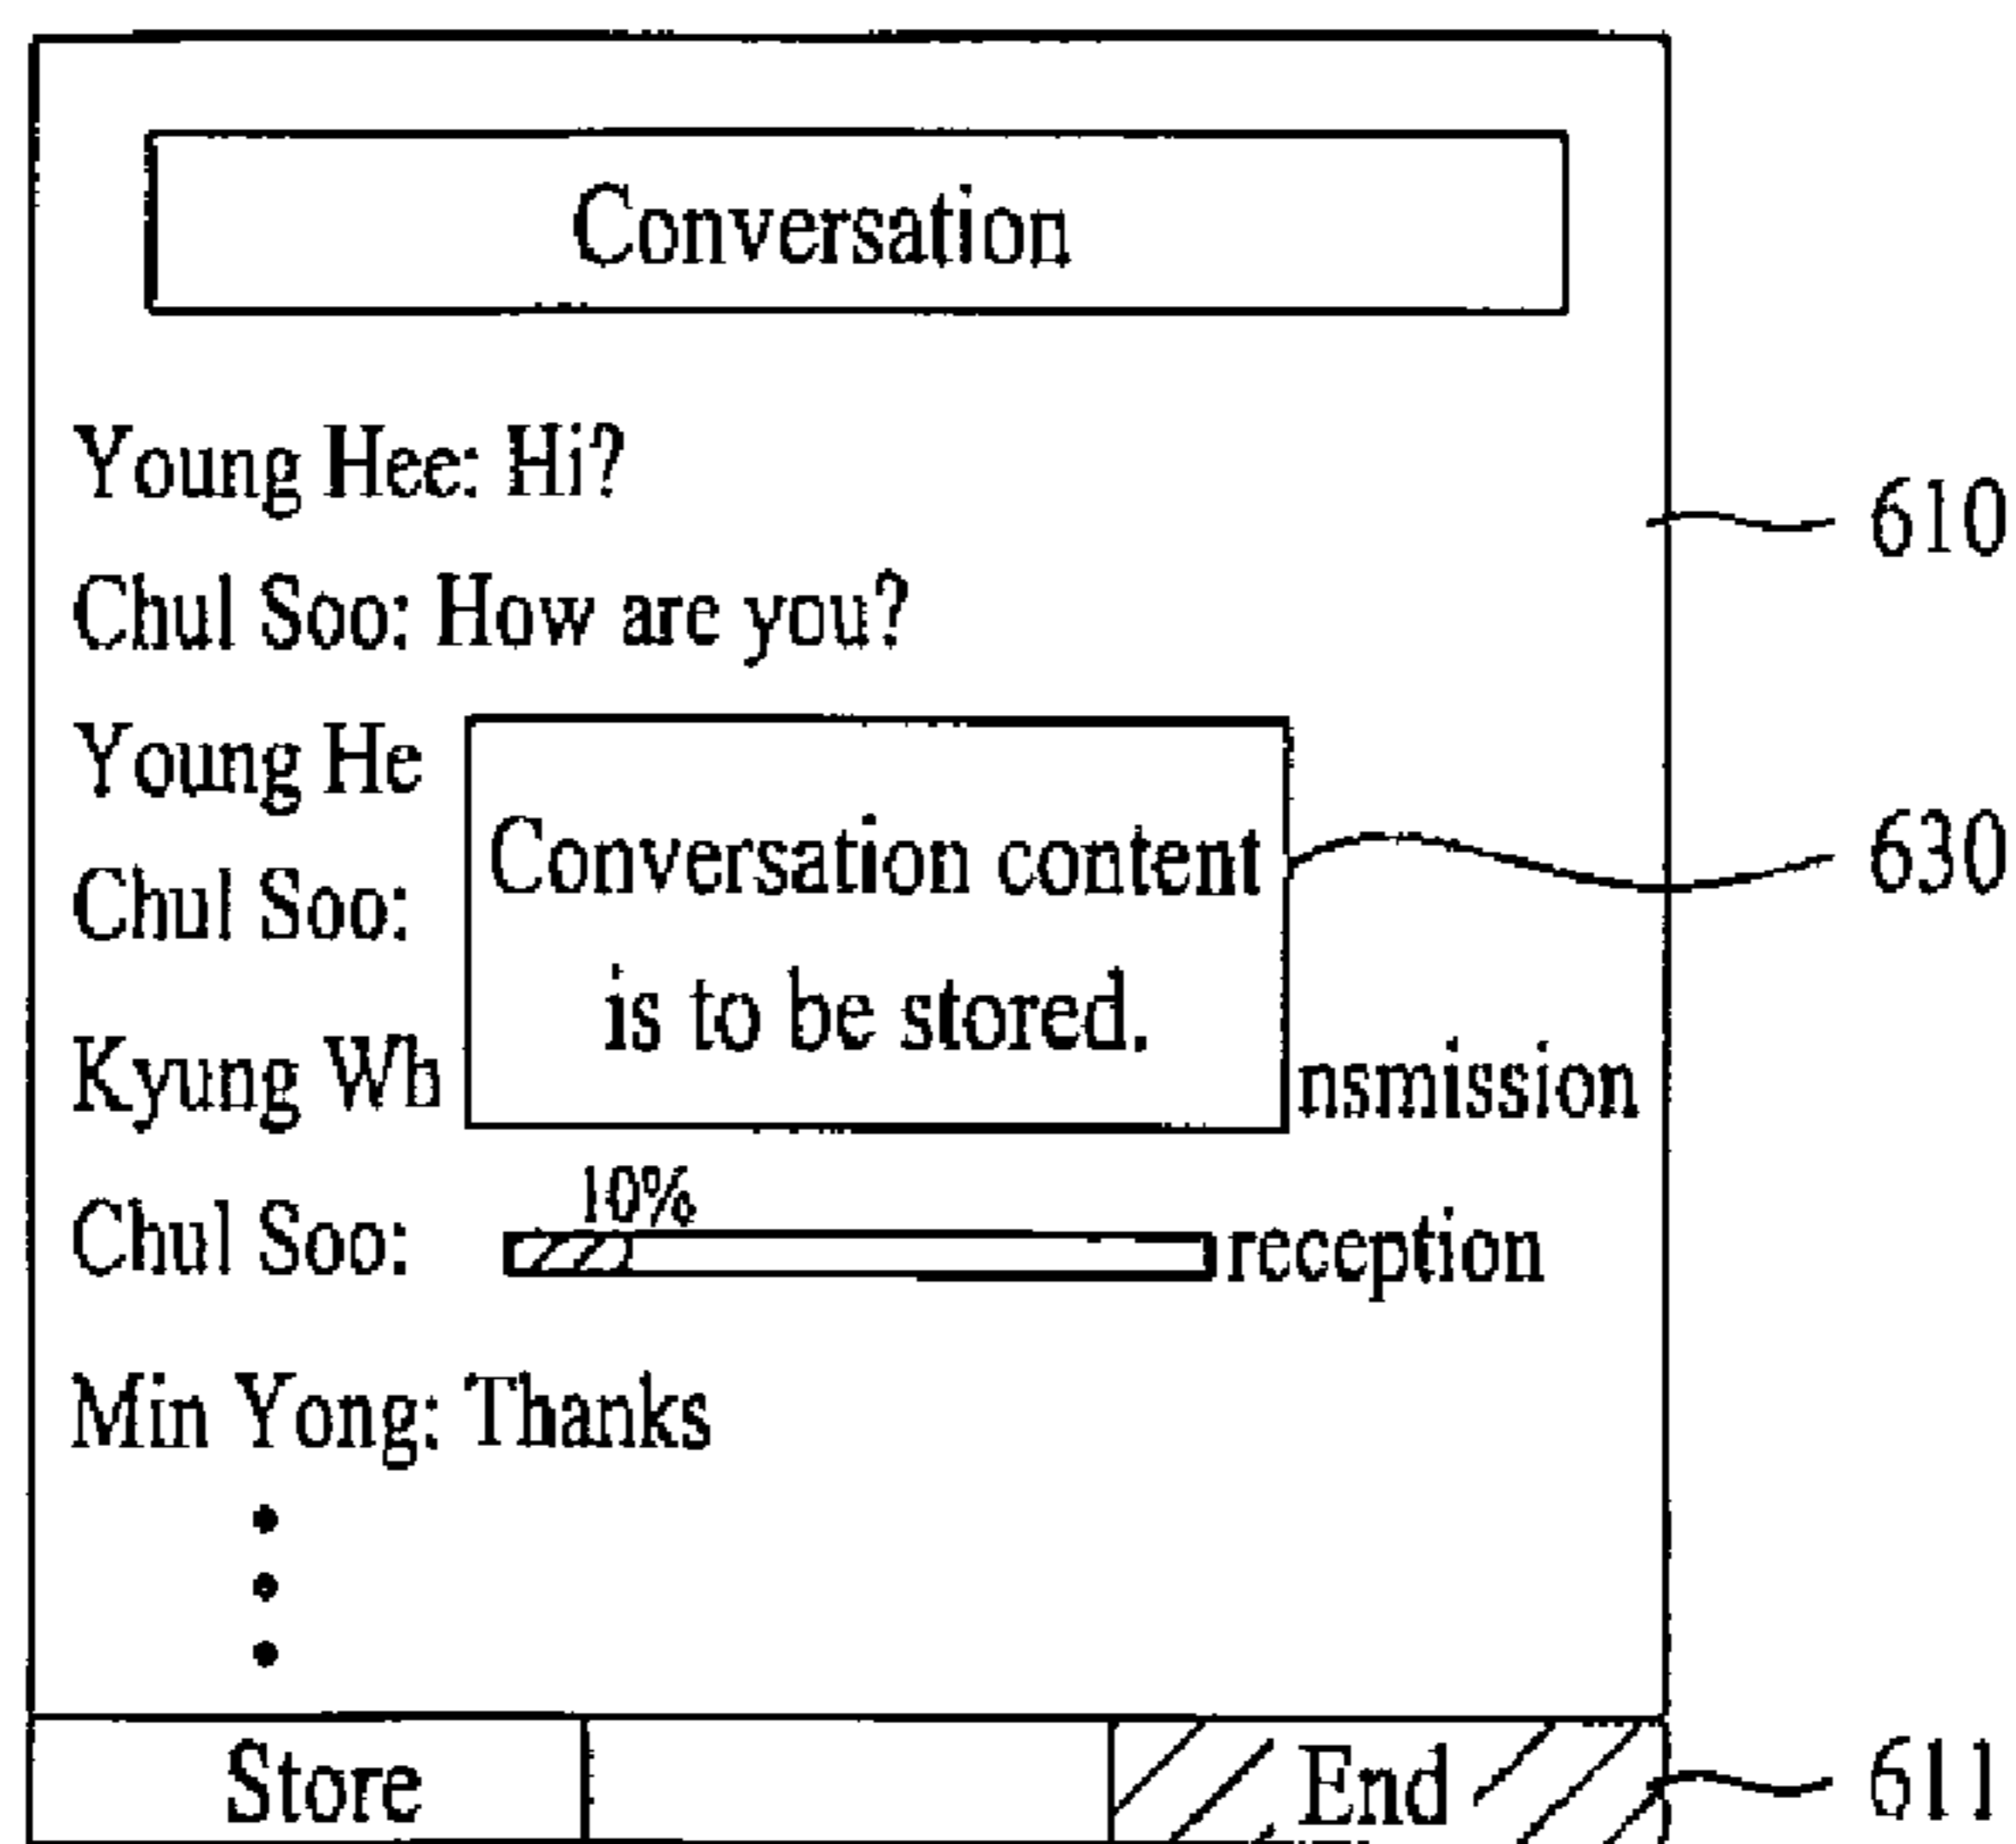 Conversation
Young Hee: Hi?
610
Chul Soo: How are you?
Young He
Conversation content
is to be stored.
630
Chul Soo:
Kyung Wh
nsmission
10%
Chul Soo: reception
Min Yong: Thanks
Store
End
611